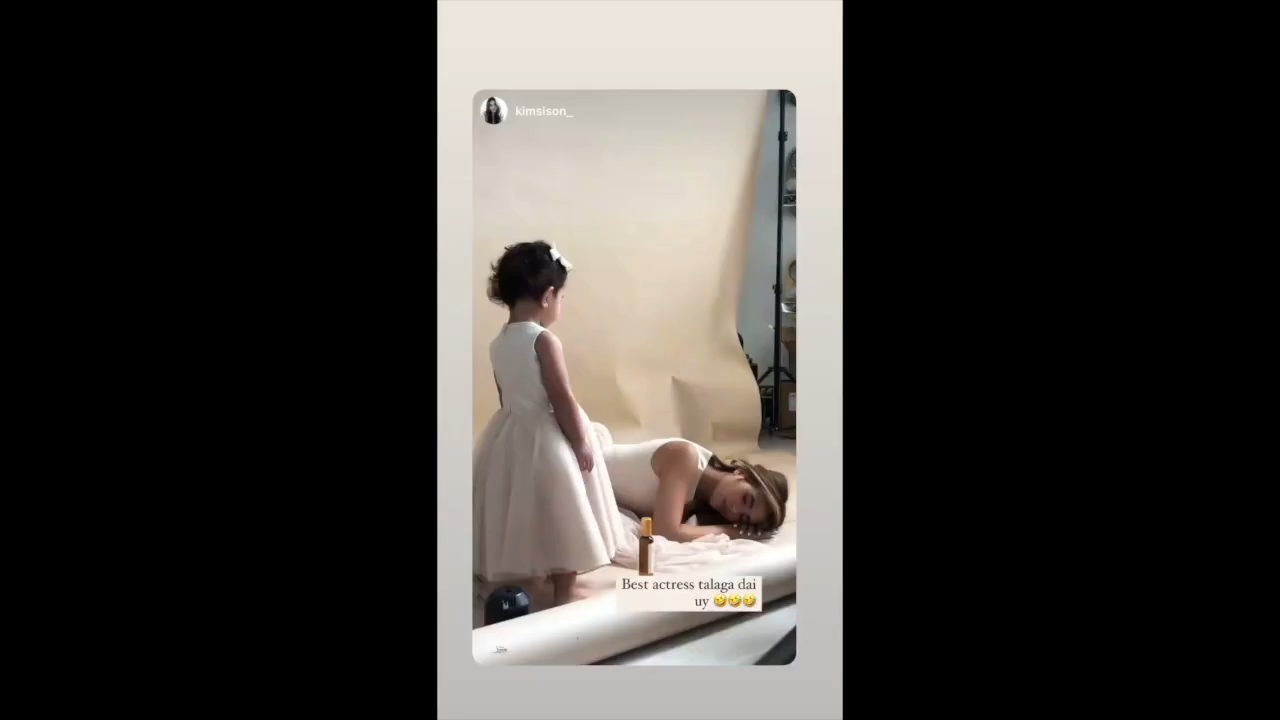 kimsison_
Best actress talaga dai
uy 🤣🤣🤣